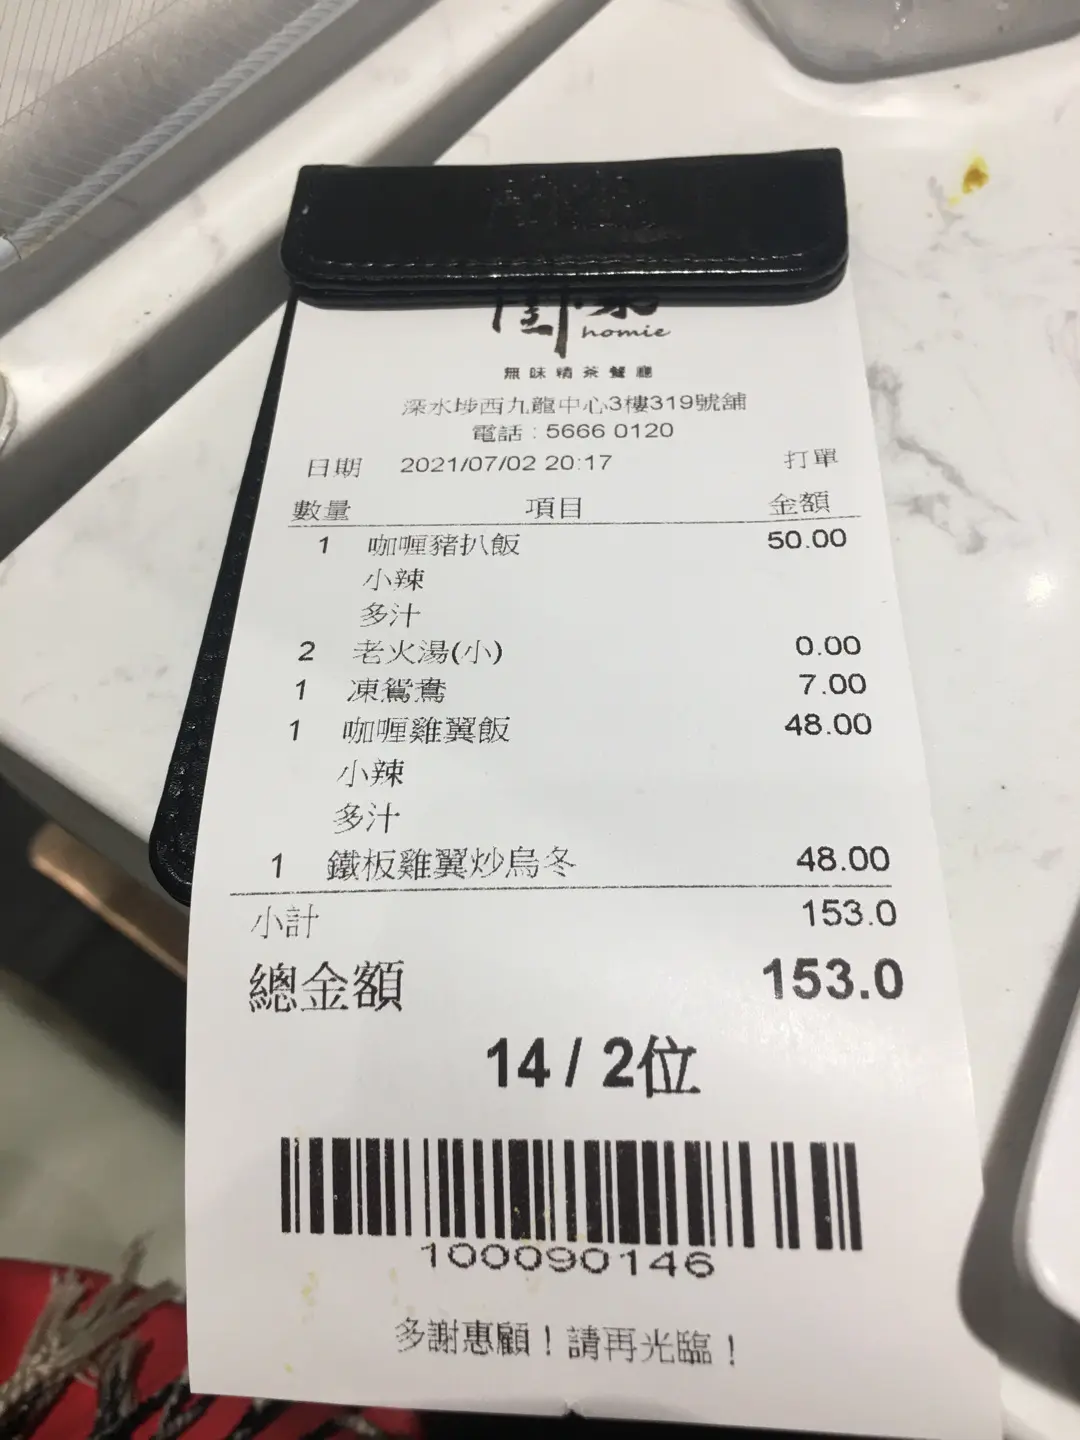 homie
無味精茶餐廳
深水埗西九龍中心3樓319號舖
電話：5666 0120
日期 2021/07/02 20:17 打單
數量 項目 金額
1 咖喱豬扒飯 50.00
小辣
多汁
2 老火湯(小) 0.00
1 凍鴛鴦 7.00
1 咖喱雞翼飯 48.00
小辣
多汁
1 鐵板雞翼炒烏冬 48.00
小計 153.0
總金額 153.0
14 / 2位
100090146
多謝惠顧！請再光臨！